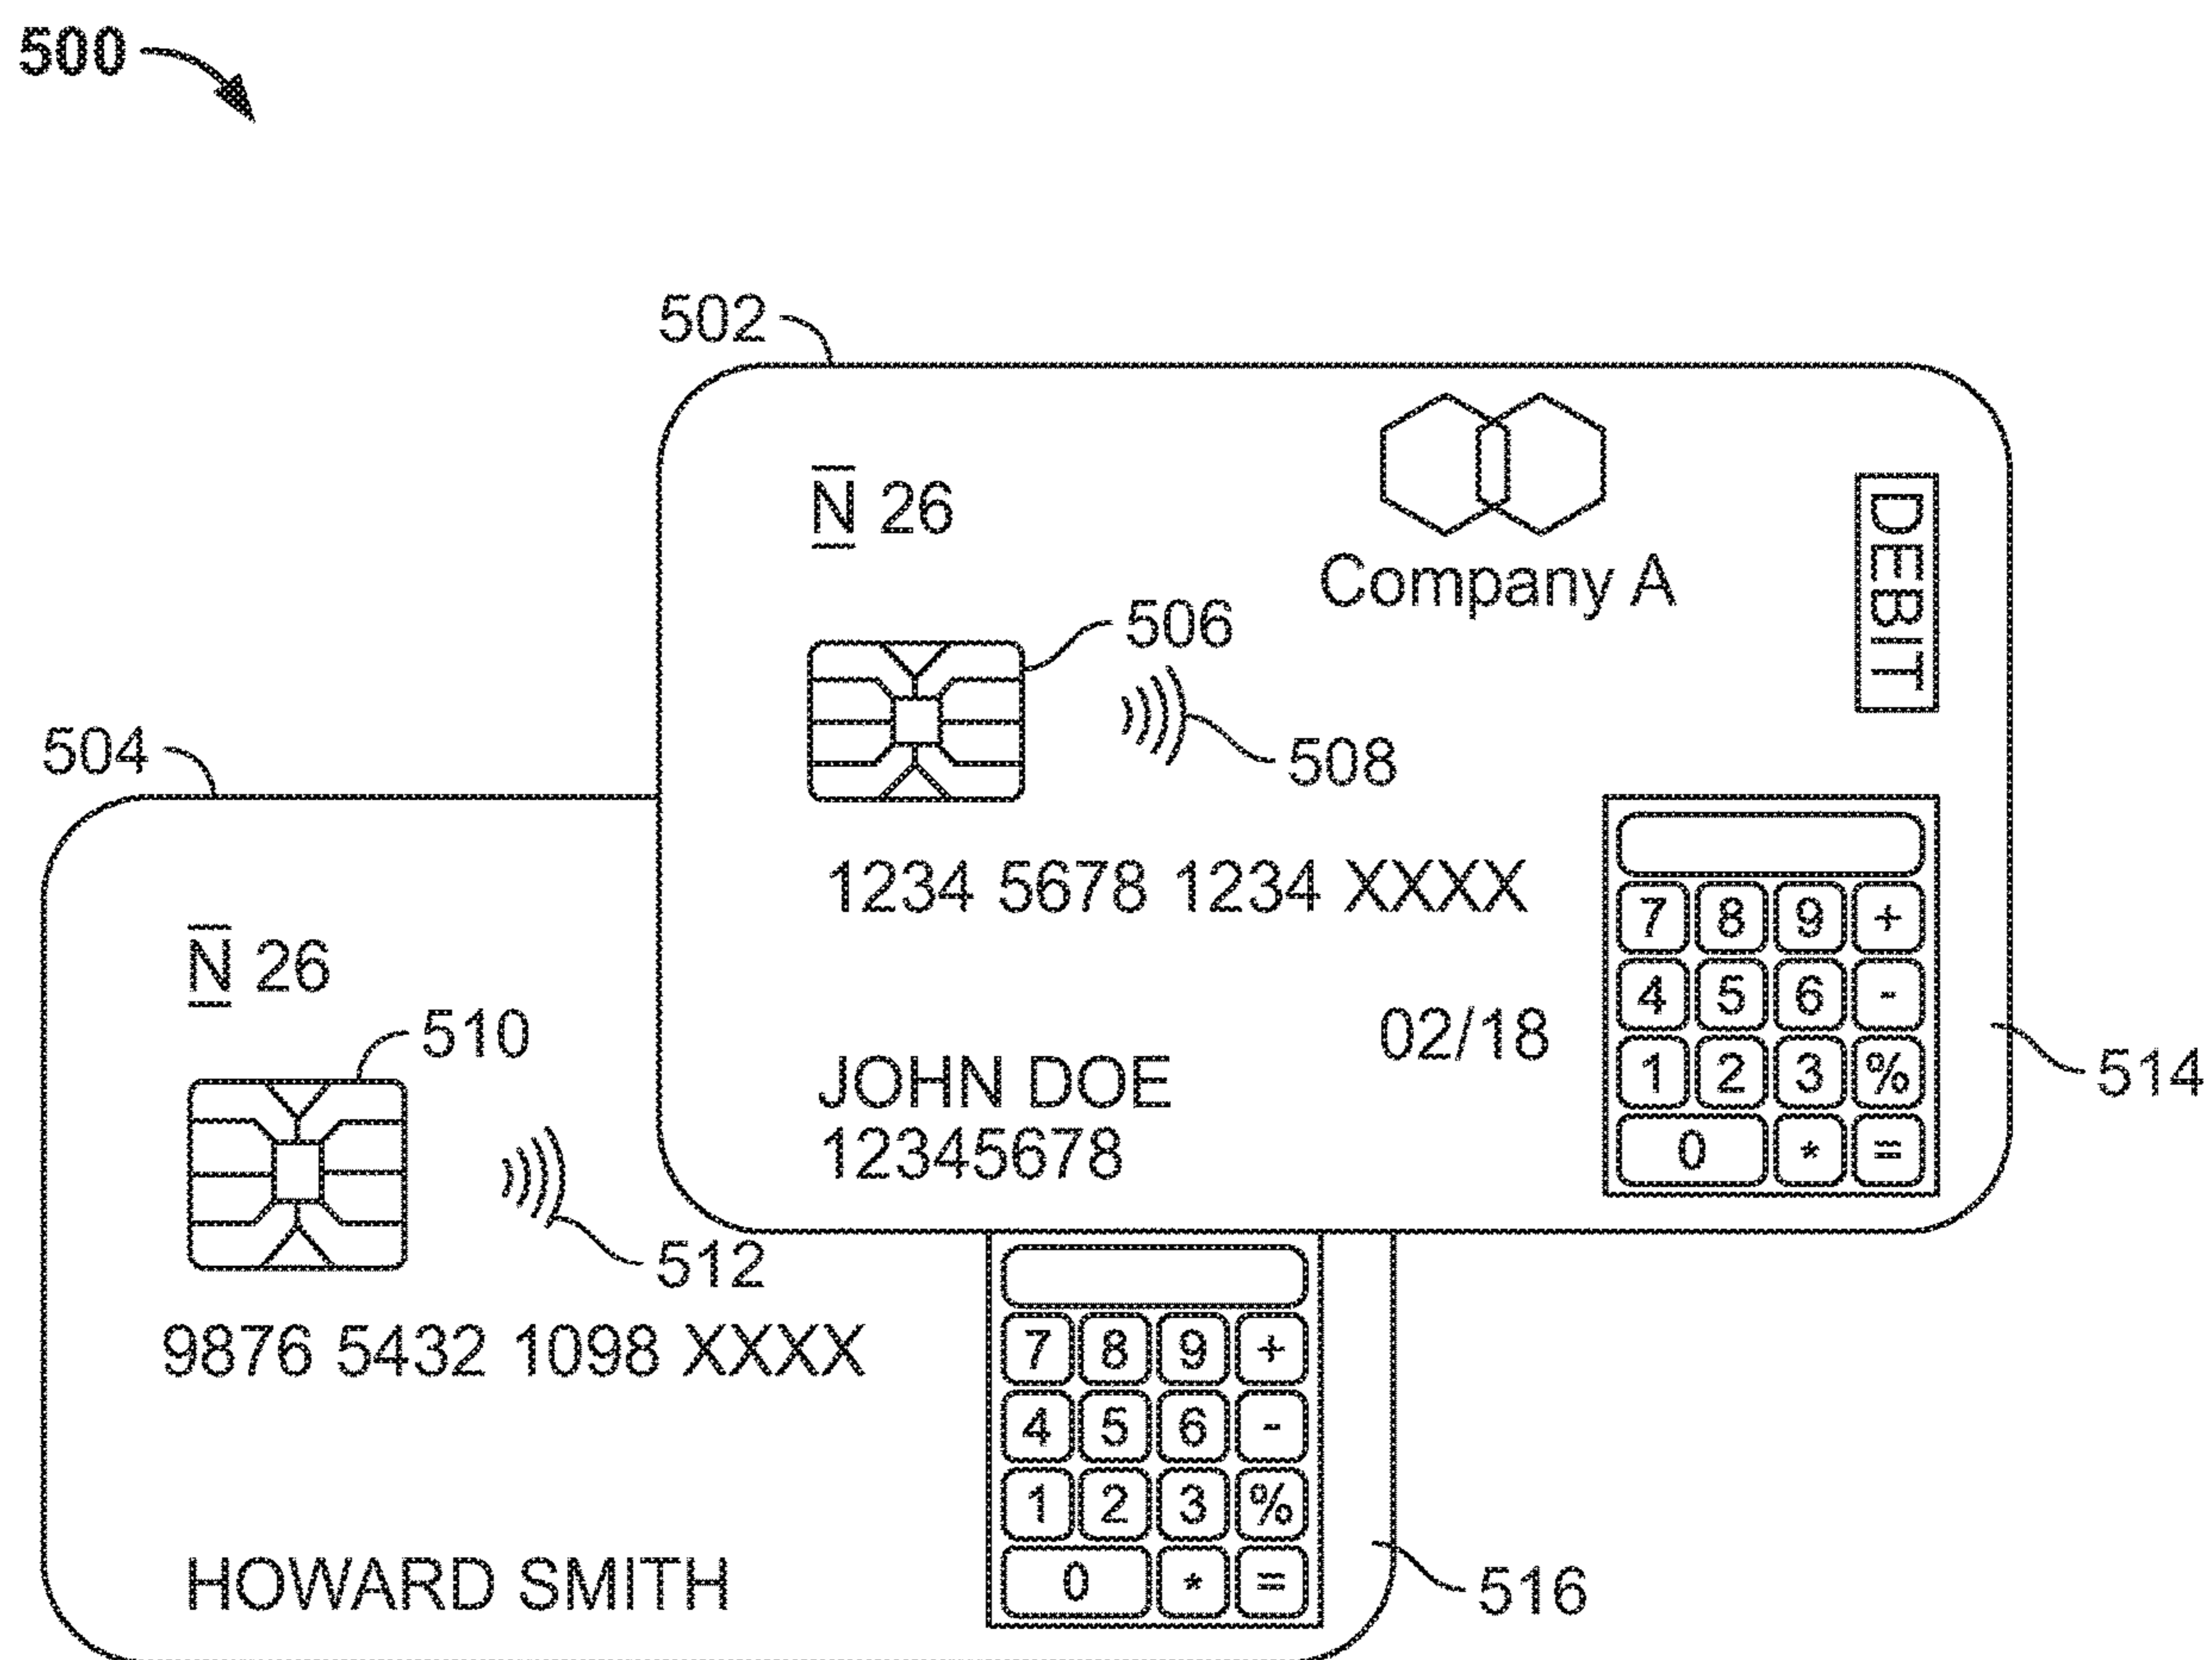 500
502
N 26
Company A
DEBIT
506
508
1234 5678 1234 XXXX
7 8 9 +
4 5 6 -
1 2 3 %
0 * =
02/18
JOHN DOE
12345678
514
504
N 26
510
512
9876 5432 1098 XXXX
7 8 9 +
4 5 6 -
1 2 3 %
0 * =
HOWARD SMITH
516